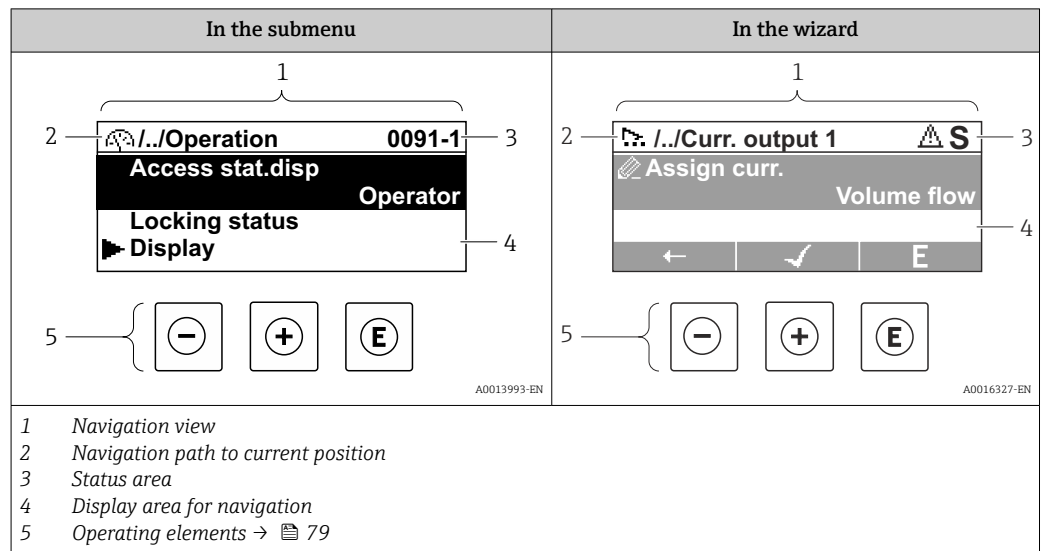 In the submenu
In the wizard
1
2
/../Operation 0091-1
3
Access stat.disp
Operator
Locking status
Display
4
5
- + E
A0013993-EN
1
2
/../Curr. output 1 S
3
Assign curr.
Volume flow
4
← ✓ E
5
- + E
A0016327-EN
1 Navigation view
2 Navigation path to current position
3 Status area
4 Display area for navigation
5 Operating elements → 79